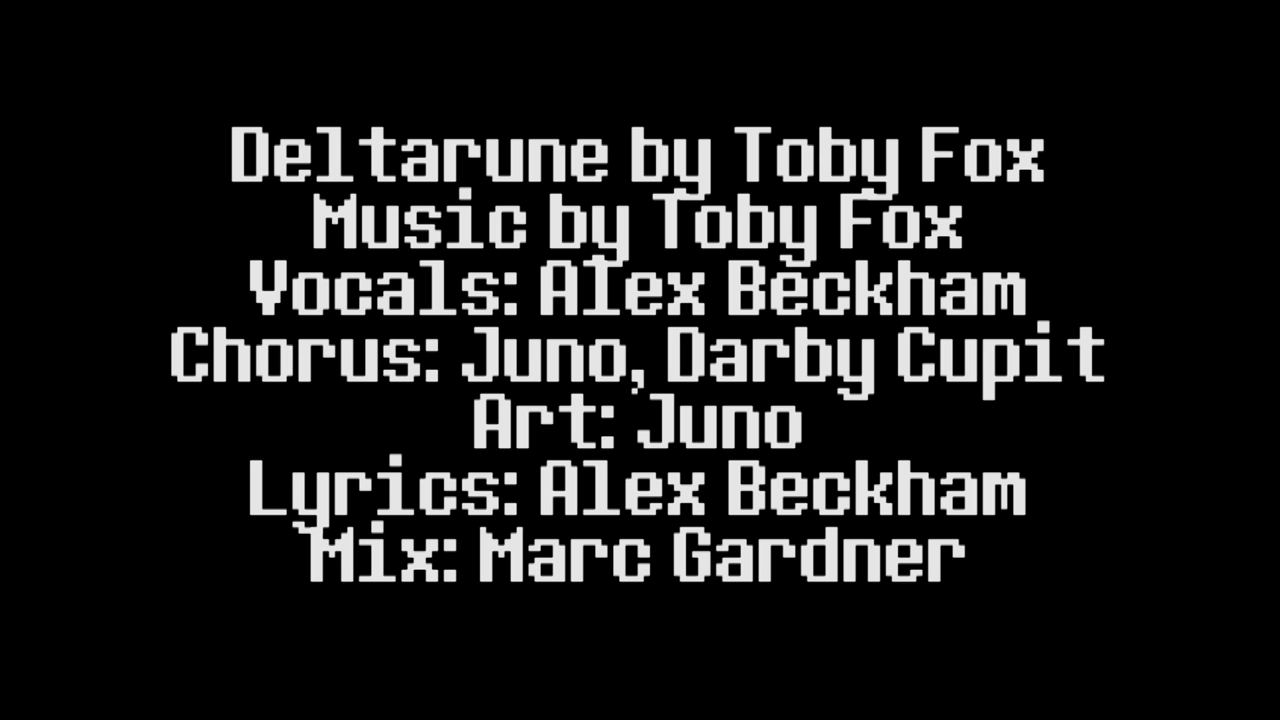 Deltarune by Toby Fox
Music by Toby Fox
Vocals: Alex Beckham
Chorus: Juno, Darby Cupit
Art: Juno
Lyrics: Alex Beckham
Mix: Marc Gardner